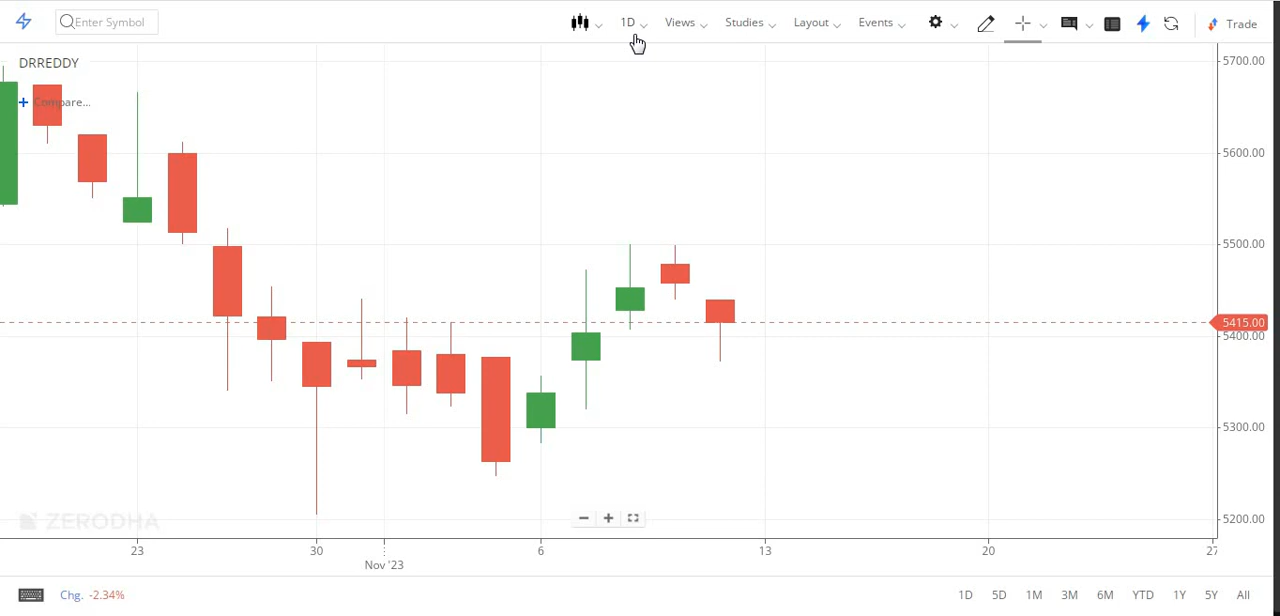 Enter Symbol 1D Views Studies Layout Events Trade
DRREDDY
+ Compare...
5700.00
5600.00
5500.00
5415.00
5400.00
5300.00
5200.00
ZERODHA
23 30 6 13 20 27
Nov '23
Chg. -2.34% 1D 5D 1M 3M 6M YTD 1Y 5Y All